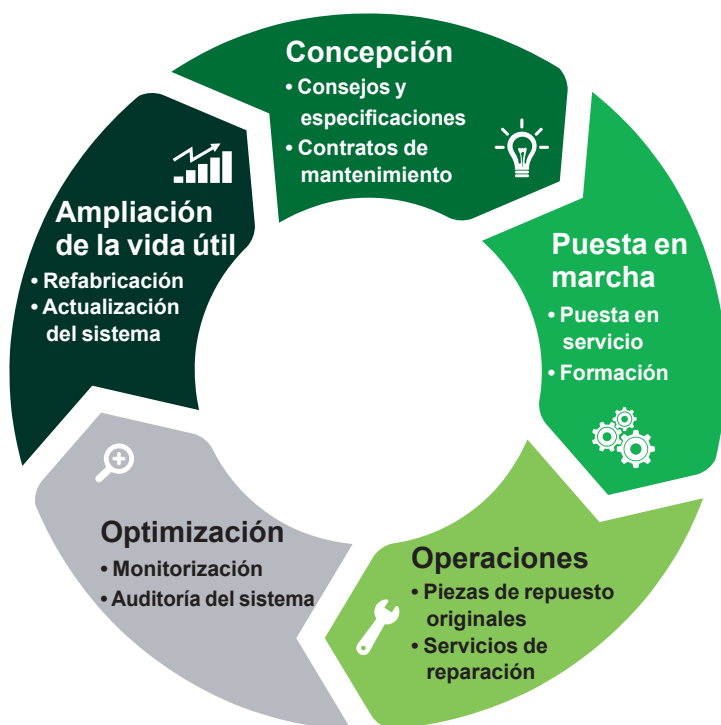 Concepción
• Consejos y
especificaciones
• Contratos de
mantenimiento
Puesta en
marcha
• Puesta en
servicio
• Formación
Operaciones
• Piezas de repuesto
originales
• Servicios de
reparación
Optimización
• Monitorización
• Auditoría del sistema
Ampliación
de la vida útil
• Refabricación
• Actualización
del sistema